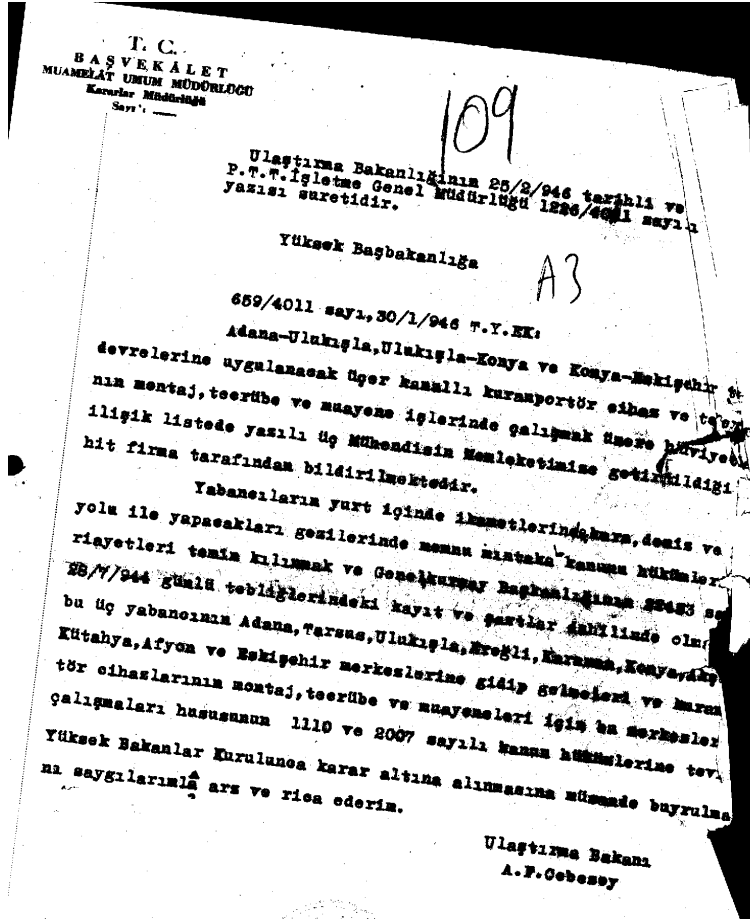 T. C.
BAŞVEKÂLET
MUAMELÂT UMUM MÜDÜRLÜĞÜ
Kararlar Müdürlüğü
Sayı:
109
Ulaştırma Bakanlığının 25/2/946 tarihli ve
P.T.T.İşletme Genel Müdürlüğü 1226/4011 sayılı
yazısı suretidir.
Yüksek Başbakanlığa
A3
659/4011 sayı,30/1/946 T.Y.EK:
Adana-Ulukışla,Ulukışla-Konya ve Konya-Eskişehir
devrelerine uygulanacak üçer kanallı kuranportör cihaz ve
nın montaj,tecrübe ve muayene işlerinde çalışmak üzere hüviyet
ilişik listede yazılı üç Mühendisin Memleketimize getirildiği
hit firma tarafından bildirilmektedir.
Yabancıların yurt içinde ikametlerinde,kara,deniz ve
yolu ile yapacakları gezilerinde memnu mıntaka kanunu hükümler
riayetleri temin kılınmak ve Genelkurmay Başkanlığının
28/7/944 günlü tebliğlerindeki kayıt ve şartlar dahilinde olm
bu üç yabancının Adana,Tarsus,Ulukışla,Ereğli,Karaman,Konya,Akş
Kütahya,Afyon ve Eskişehir merkezlerine gidip gelmeleri ve kuran
tör cihazlarının montaj,tecrübe ve muayeneleri için bu merkezler
çalışmaları hususunun 1110 ve 2007 sayılı kanun hükümlerine tev
Yüksek Bakanlar Kurulunca karar altına alınmasına müsaade buyrulma
nı saygılarımla arz ve rica ederim.
Ulaştırma Bakanı
A.F.Cebesoy